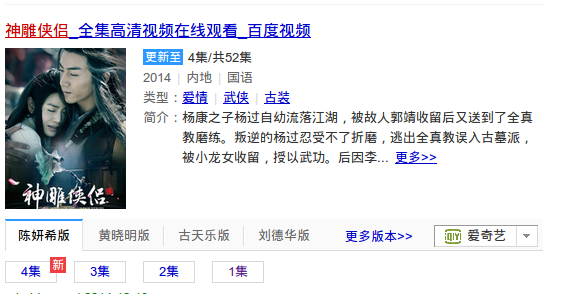 神雕侠侣_全集高清视频在线观看_百度视频
更新至 4集/共52集
2014 | 内地 | 国语
类型：爱情 | 武侠 | 古装
简介：杨康之子杨过自幼流落江湖，被故人郭靖收留后又送到了全真
教磨练。叛逆的杨过忍受不了折磨，逃出全真教误入古墓派，
被小龙女收留，授以武功。后因李... 更多>>
神雕侠侣
陈妍希版 黄晓明版 古天乐版 刘德华版 更多版本>> QIYI 爱奇艺
4集 新 3集 2集 1集